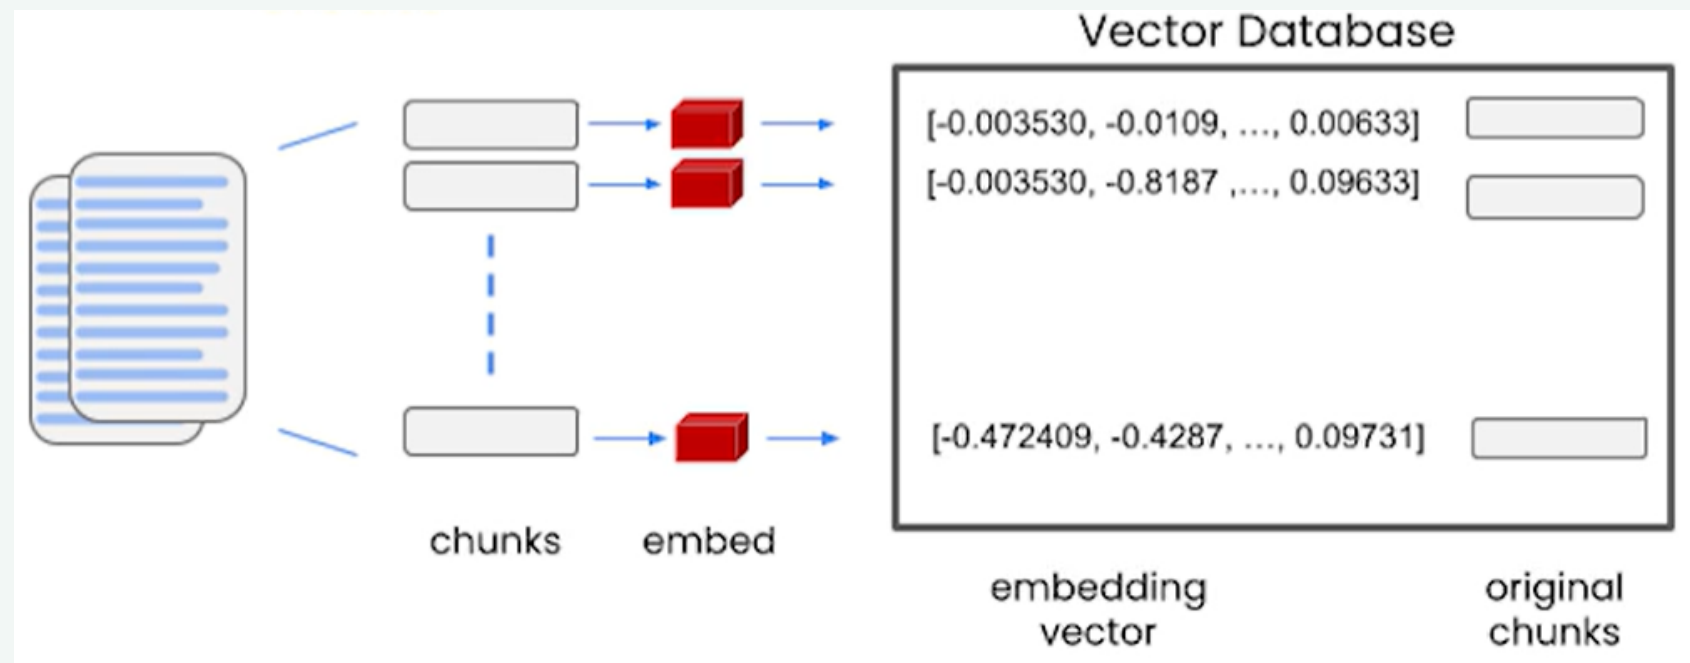 Vector Database
[-0.003530, -0.0109, ..., 0.00633]
[-0.003530, -0.8187 ,..., 0.09633]
[-0.472409, -0.4287, ..., 0.09731]
chunks
embed
embedding
vector
original
chunks